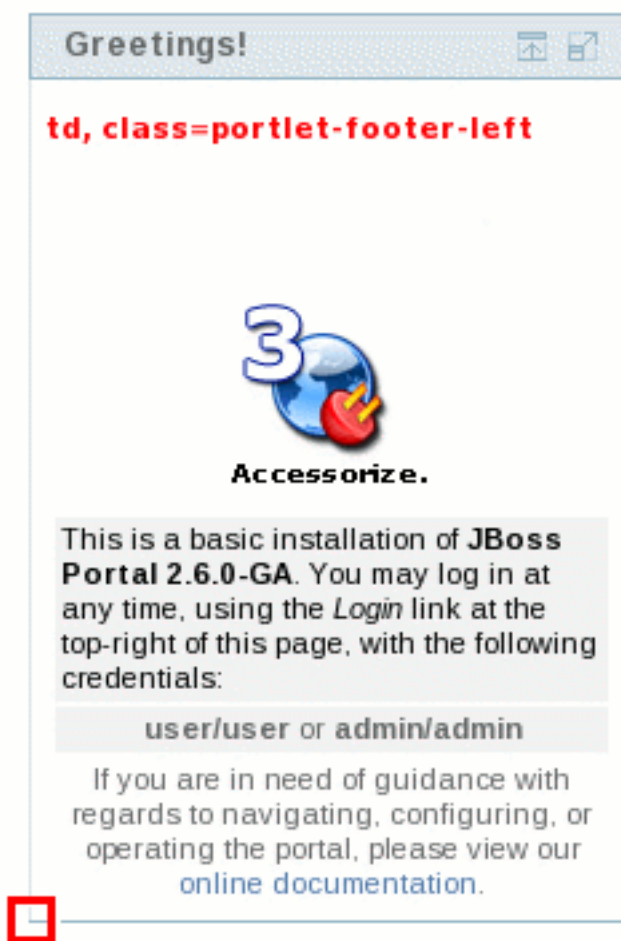 Greetings!
td, class=portlet-footer-left
3
Accessorize.
This is a basic installation of JBoss
Portal 2.6.0-GA. You may log in at
any time, using the Login link at the
top-right of this page, with the following
credentials:
user/user or admin/admin
If you are in need of guidance with
regards to navigating, configuring, or
operating the portal, please view our
online documentation.